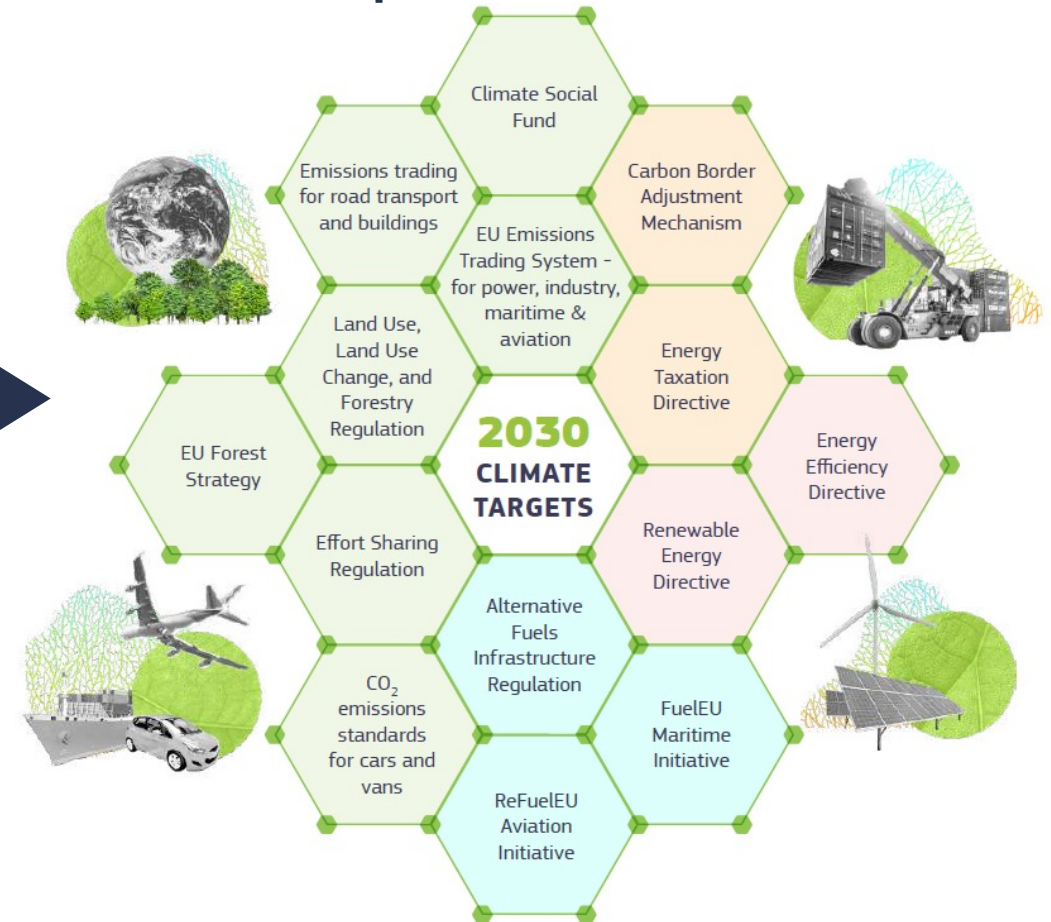 Climate Social
Fund
Emissions trading
for road transport
and buildings
Carbon Border
Adjustment
Mechanism
EU Emissions
Trading System -
for power, industry,
maritime &
aviation
Land Use,
Land Use
Change, and
Forestry
Regulation
Energy
Taxation
Directive
EU Forest
Strategy
2030
CLIMATE
TARGETS
Energy
Efficiency
Directive
Effort Sharing
Regulation
Renewable
Energy
Directive
Alternative
Fuels
Infrastructure
Regulation
CO₂
emissions
standards
for cars and
vans
FuelEU
Maritime
Initiative
ReFuelEU
Aviation
Initiative